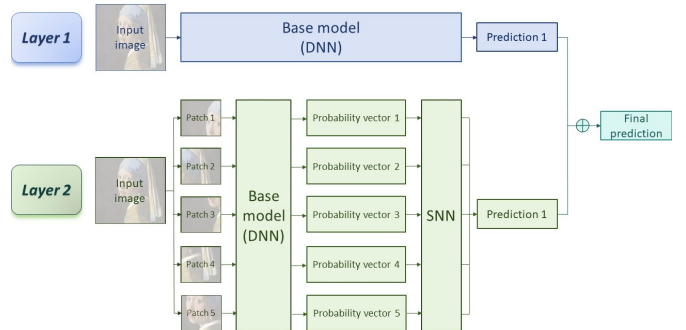 Layer 1
Input
image
Base model
(DNN)
Prediction 1
Final
prediction
Layer 2
Input
image
Patch 1
Patch 2
Patch 3
Patch 4
Patch 5
Base
model
(DNN)
Probability vector 1
Probability vector 2
Probability vector 3
Probability vector 4
Probability vector 5
SNN
Prediction 1